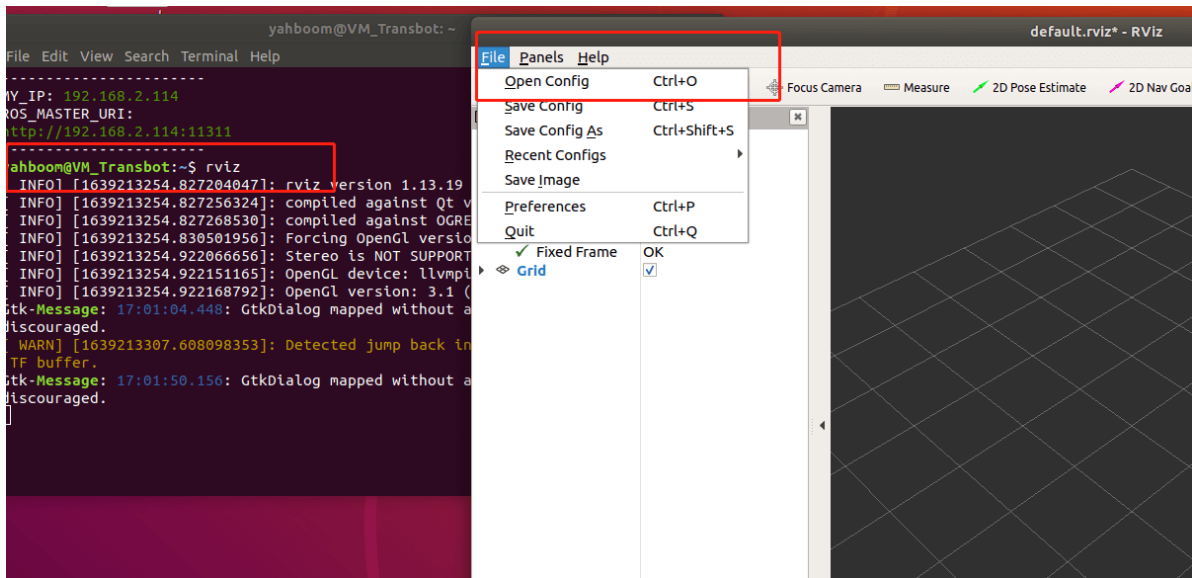 yahboom@VM_Transbot: ~
File Edit View Search Terminal Help
------------------------
MY_IP: 192.168.2.114
ROS_MASTER_URI:
http://192.168.2.114:11311
------------------------
yahboom@VM_Transbot:~$ rviz
INFO] [1639213254.827204047]: rviz version 1.13.19
[ INFO] [1639213254.827256324]: compiled against Qt v
[ INFO] [1639213254.827268530]: compiled against OGRE
[ INFO] [1639213254.830501956]: Forcing OpenGl versio
[ INFO] [1639213254.922066656]: Stereo is NOT SUPPORT
[ INFO] [1639213254.922151165]: OpenGL device: llvmpi
[ INFO] [1639213254.922168792]: OpenGl version: 3.1 (
Gtk-Message: 17:01:04.448: GtkDialog mapped without a
discouraged.
[ WARN] [1639213307.608098353]: Detected jump back in
TF buffer.
Gtk-Message: 17:01:50.156: GtkDialog mapped without a
discouraged.
default.rviz* - RViz
File Panels Help
Open Config Ctrl+O
Save Config Ctrl+S
Save Config As Ctrl+Shift+S
Recent Configs
Save Image
Preferences Ctrl+P
Quit Ctrl+Q
Focus Camera Measure 2D Pose Estimate 2D Nav Goa
Fixed Frame OK
Grid